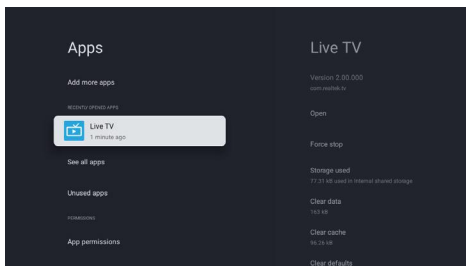 Apps
Add more apps
RECENTLY OPENED APPS
Live TV
1 minute ago
See all apps
Unused apps
PERMISSIONS
App permissions
Live TV
Version 2.00.000
com.realtek.tv
Open
Force stop
Storage used
77.31 kB used in Internal shared storage
Clear data
163 kB
Clear cache
96.26 kB
Clear defaults